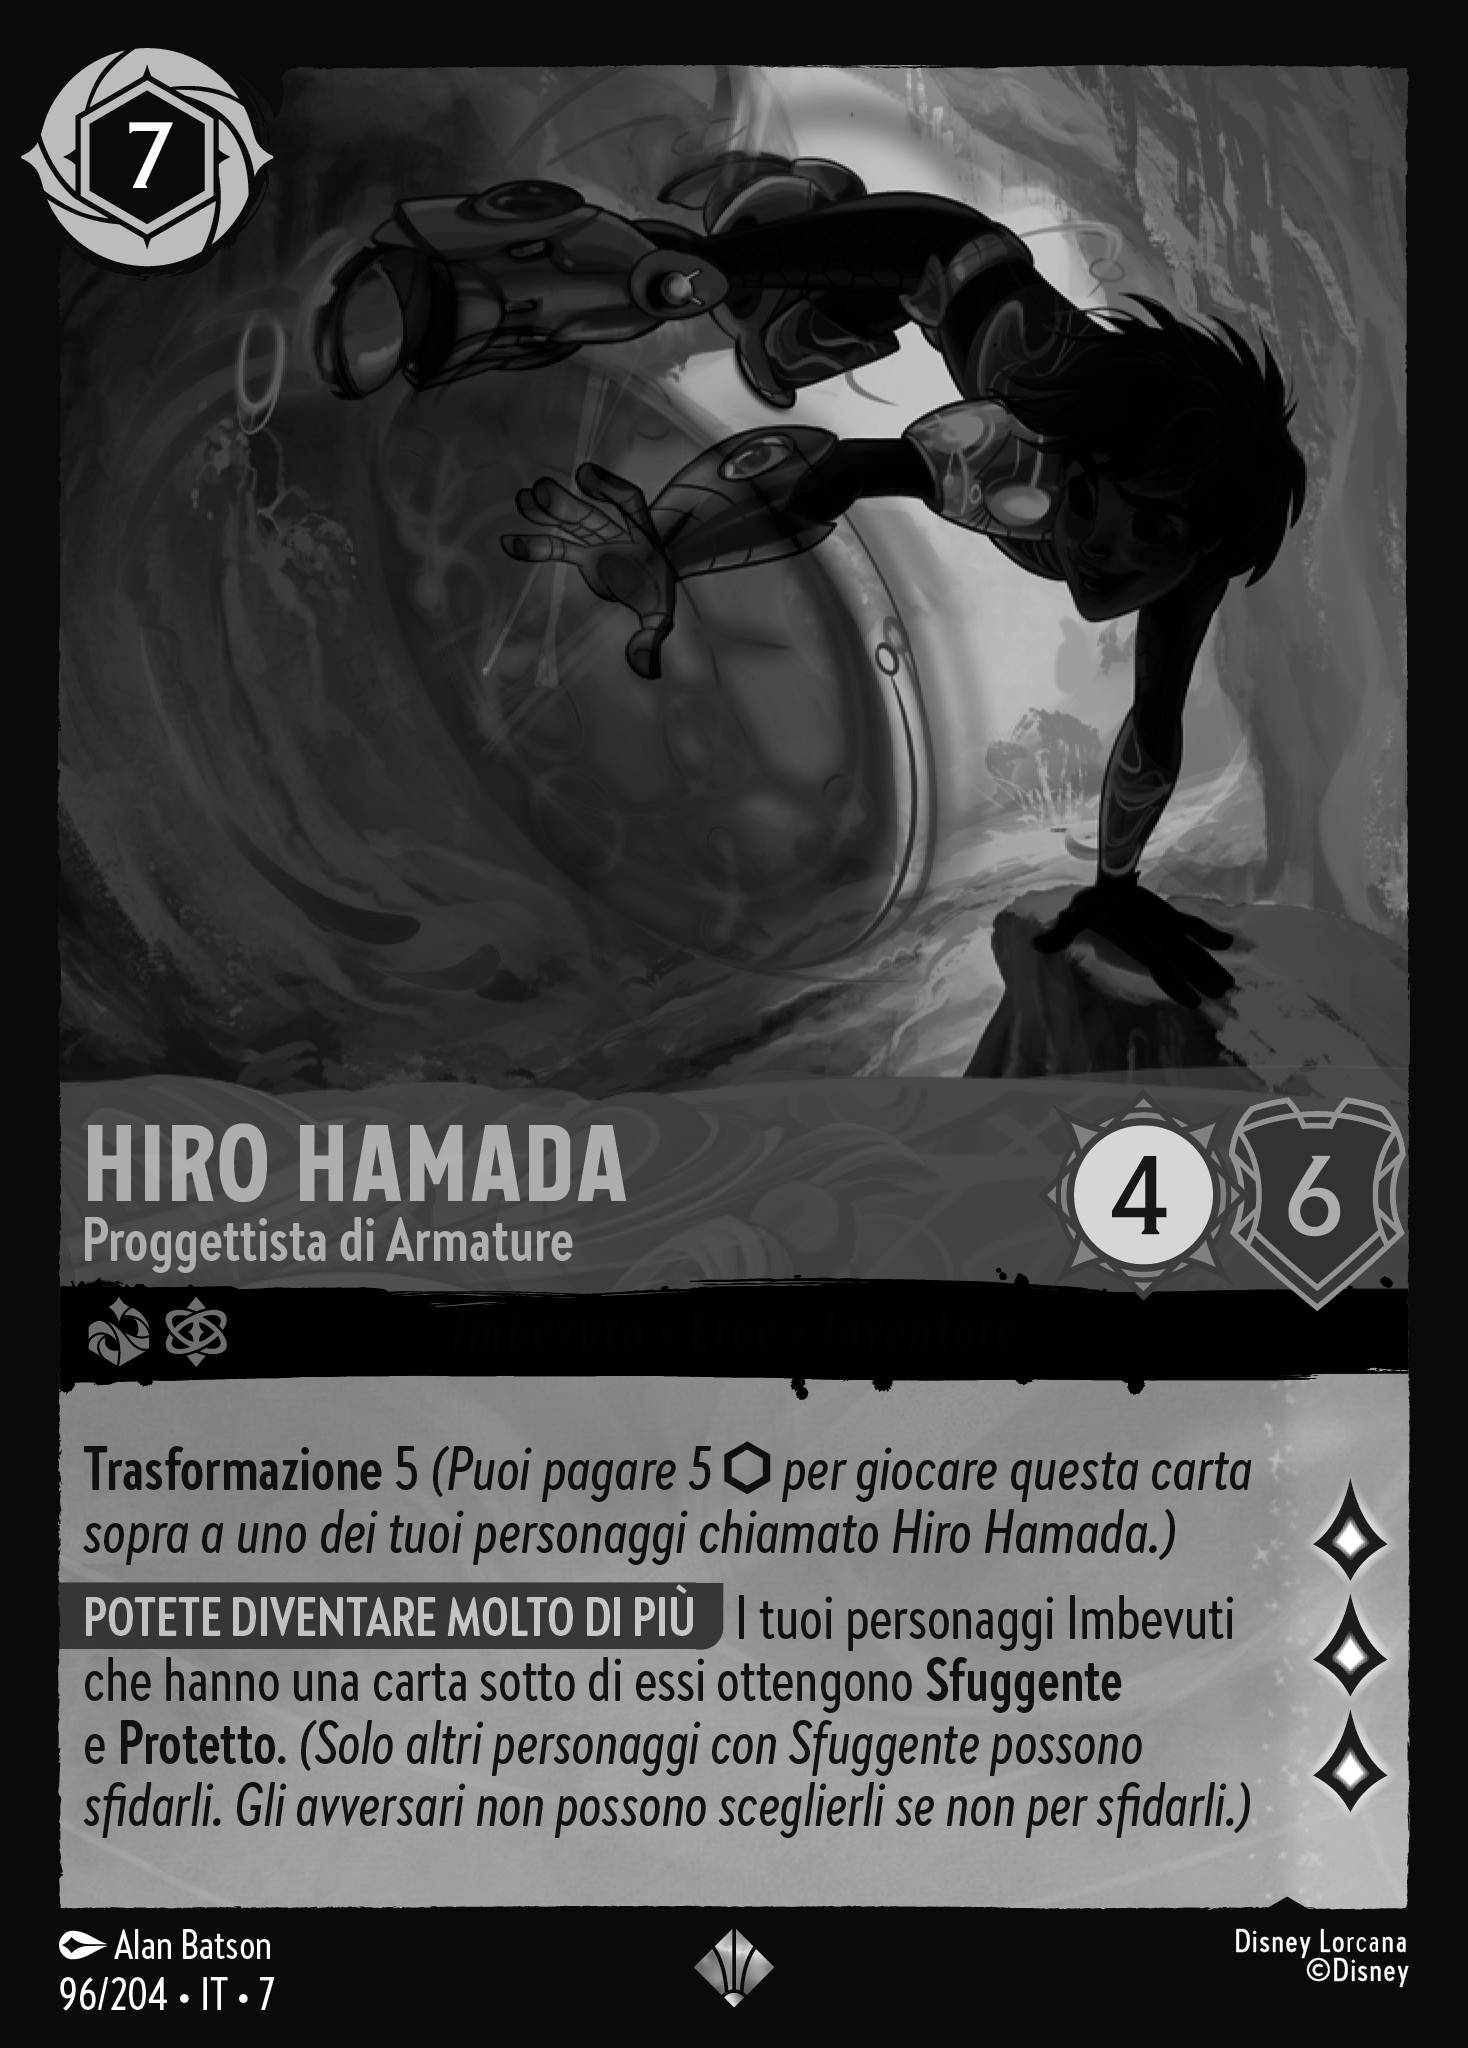 7
HIRO HAMADA
Proggettista di Armature
4
6
Imbevuto Eroe Inventore
Trasformazione 5 (Puoi pagare 5 per giocare questa carta
sopra a uno dei tuoi personaggi chiamato Hiro Hamada.)
POTETE DIVENTARE MOLTO DI PIÙ I tuoi personaggi Imbevuti
che hanno una carta sotto di essi ottengono Sfuggente
e Protetto. (Solo altri personaggi con Sfuggente possono
sfidarli. Gli avversari non possono sceglierli se non per sfidarli.)
Alan Batson
Disney Lorcana
96/204 • IT • 7
©Disney